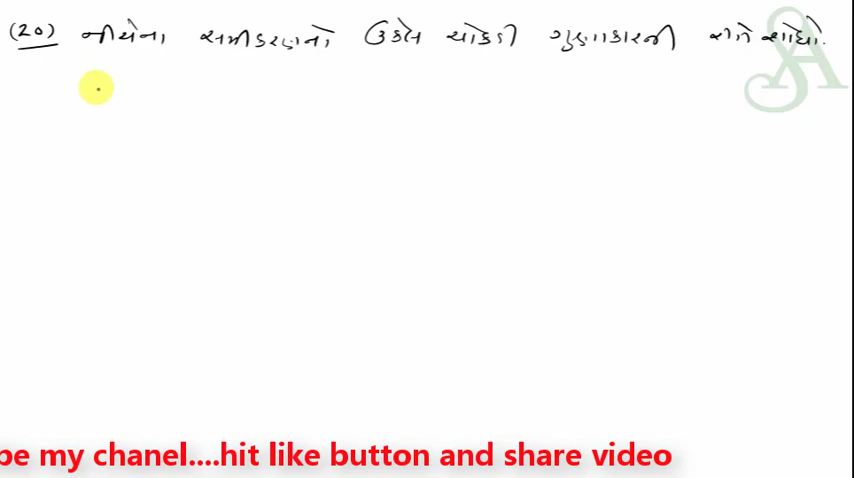 (20) નીચેના સમીકરણનો ઉકેલ ચોકડી ગુણાકારની રીતે શોધો.
be my chanel....hit like button and share video